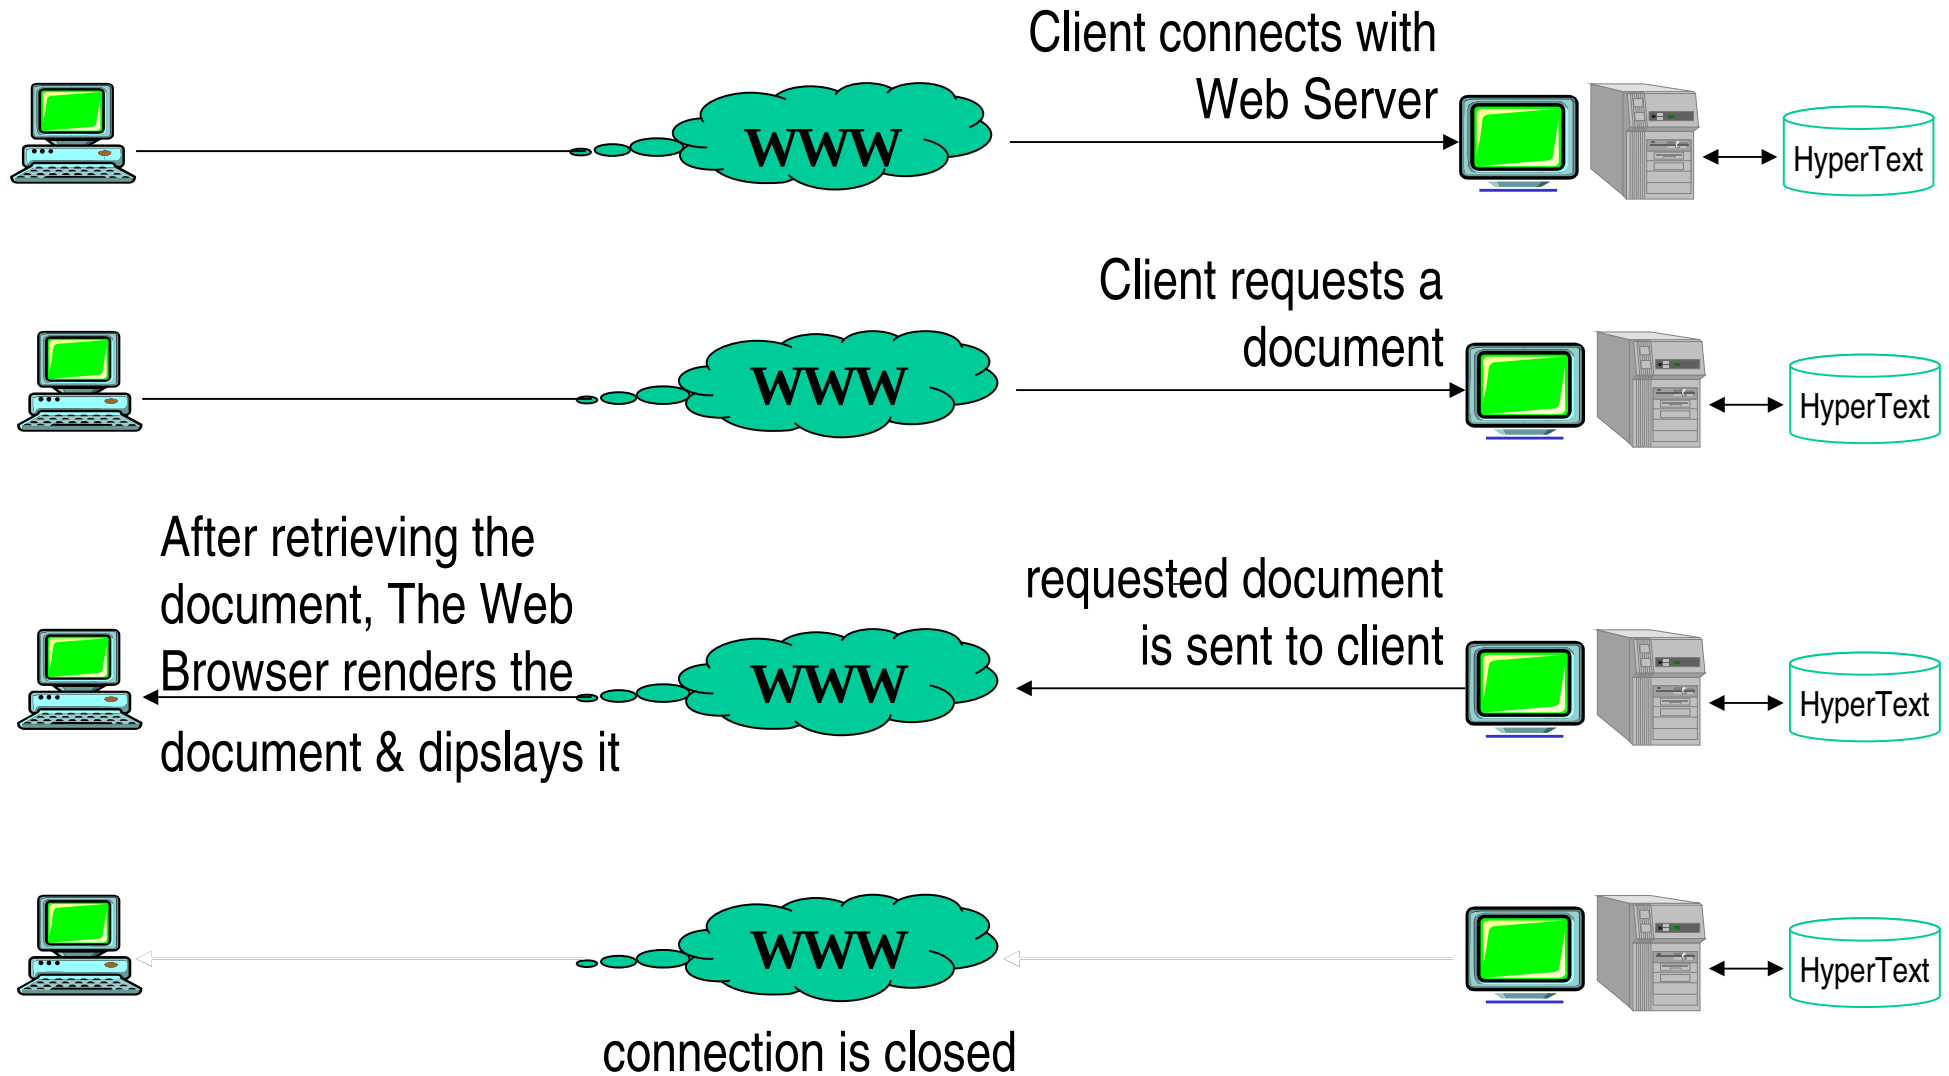 Client connects with
Web Server
WWW
HyperText
Client requests a
document
WWW
HyperText
After retrieving the
document, The Web
Browser renders the
document & dipslays it
requested document
is sent to client
WWW
HyperText
WWW
HyperText
connection is closed